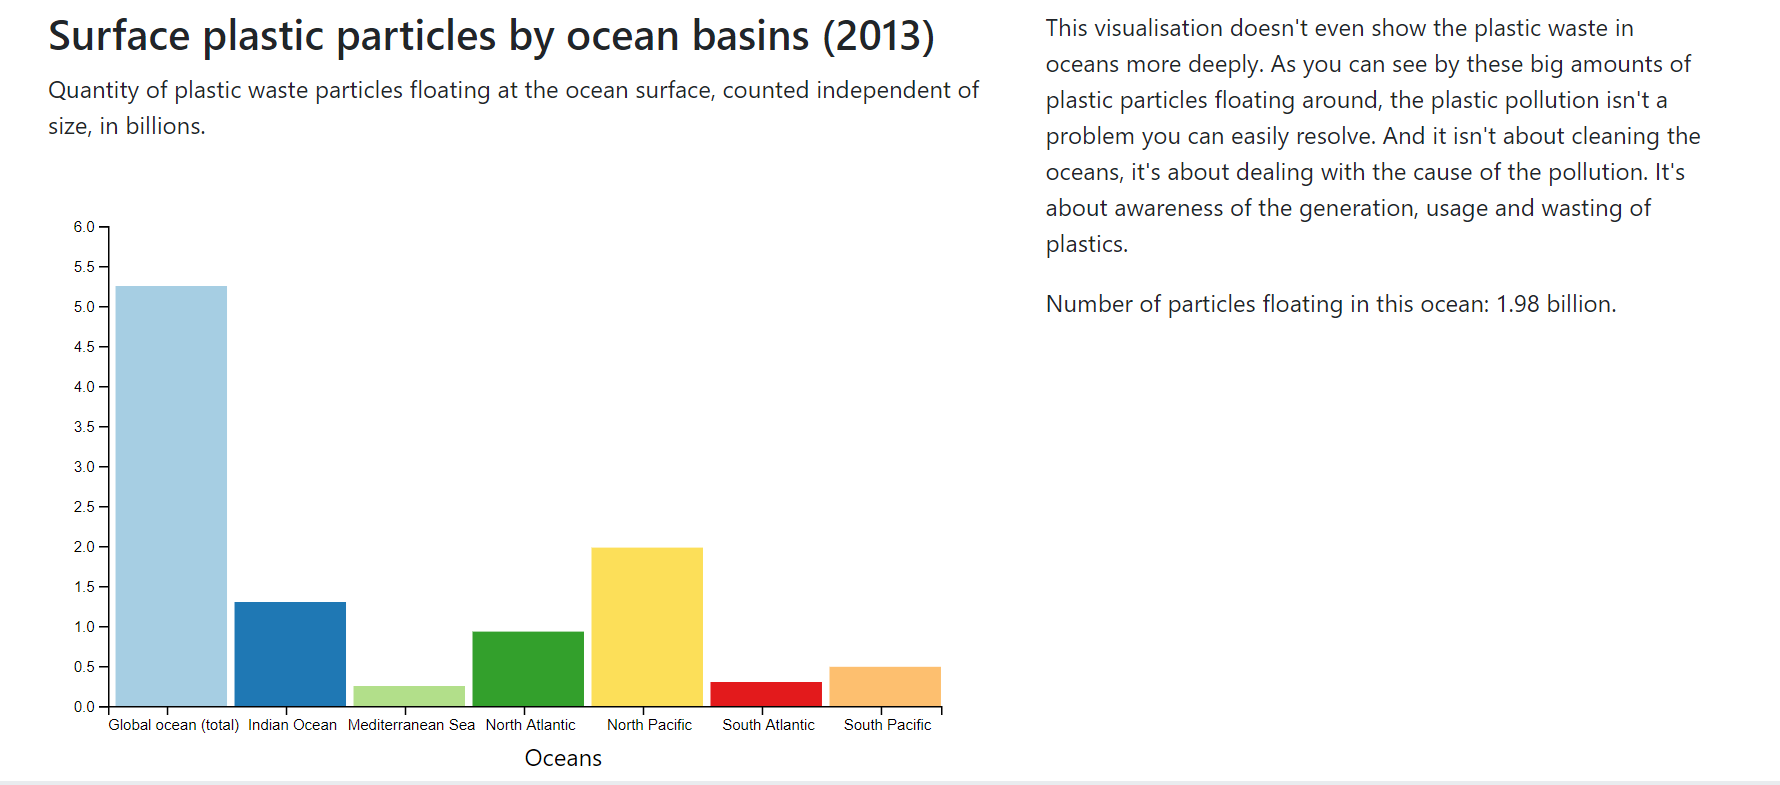 Surface plastic particles by ocean basins (2013)
Quantity of plastic waste particles floating at the ocean surface, counted independent of
size, in billions.
6.0
5.5
5.0
4.5
4.0
3.5
3.0
2.5
2.0
1.5
1.0
0.5
0.0
Global ocean (total) Indian Ocean Mediterranean Sea North Atlantic North Pacific South Atlantic South Pacific
Oceans
This visualisation doesn't even show the plastic waste in
oceans more deeply. As you can see by these big amounts of
plastic particles floating around, the plastic pollution isn't a
problem you can easily resolve. And it isn't about cleaning the
oceans, it's about dealing with the cause of the pollution. It's
about awareness of the generation, usage and wasting of
plastics.
Number of particles floating in this ocean: 1.98 billion.